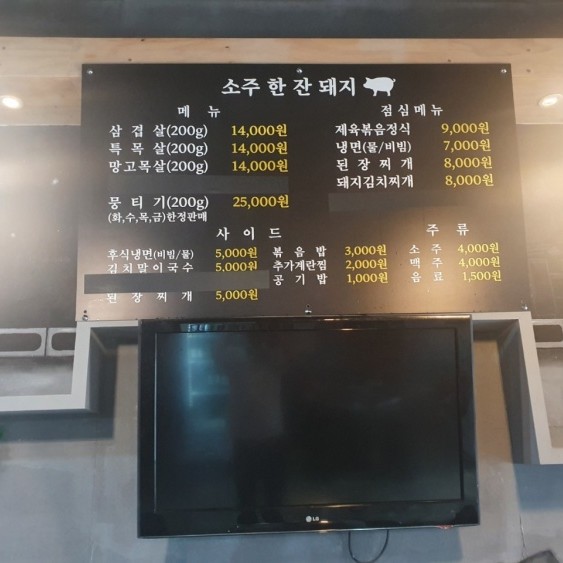 소주 한 잔 돼지
메 뉴
삼 겹 살(200g) 14,000원
특 목 살(200g) 14,000원
망고목살(200g) 14,000원
뭉 티 기(200g) 25,000원
(화,수,목,금)한정판매
점심메뉴
제육볶음정식 9,000원
냉면(물/비빔) 7,000원
된 장 찌 개 8,000원
돼지김치찌개 8,000원
사 이 드
후식냉면(비빔/물) 5,000원
김치말이국수 5,000원
된 장 찌 개 5,000원
볶 음 밥 3,000원
추가계란찜 2,000원
공 기 밥 1,000원
주 류
소 주 4,000원
맥 주 4,000원
음 료 1,500원
LG